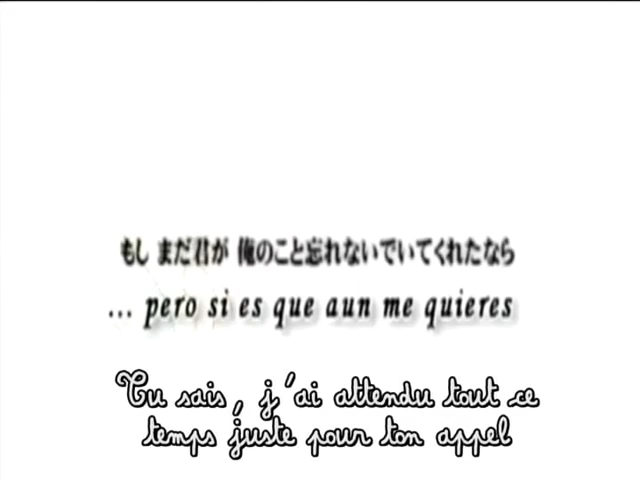 もし まだ君が 俺のこと忘れないでいてくれたなら
... pero si es que aun me quieres
Tu sais, j'ai attendu tout ce
temps juste pour ton appel